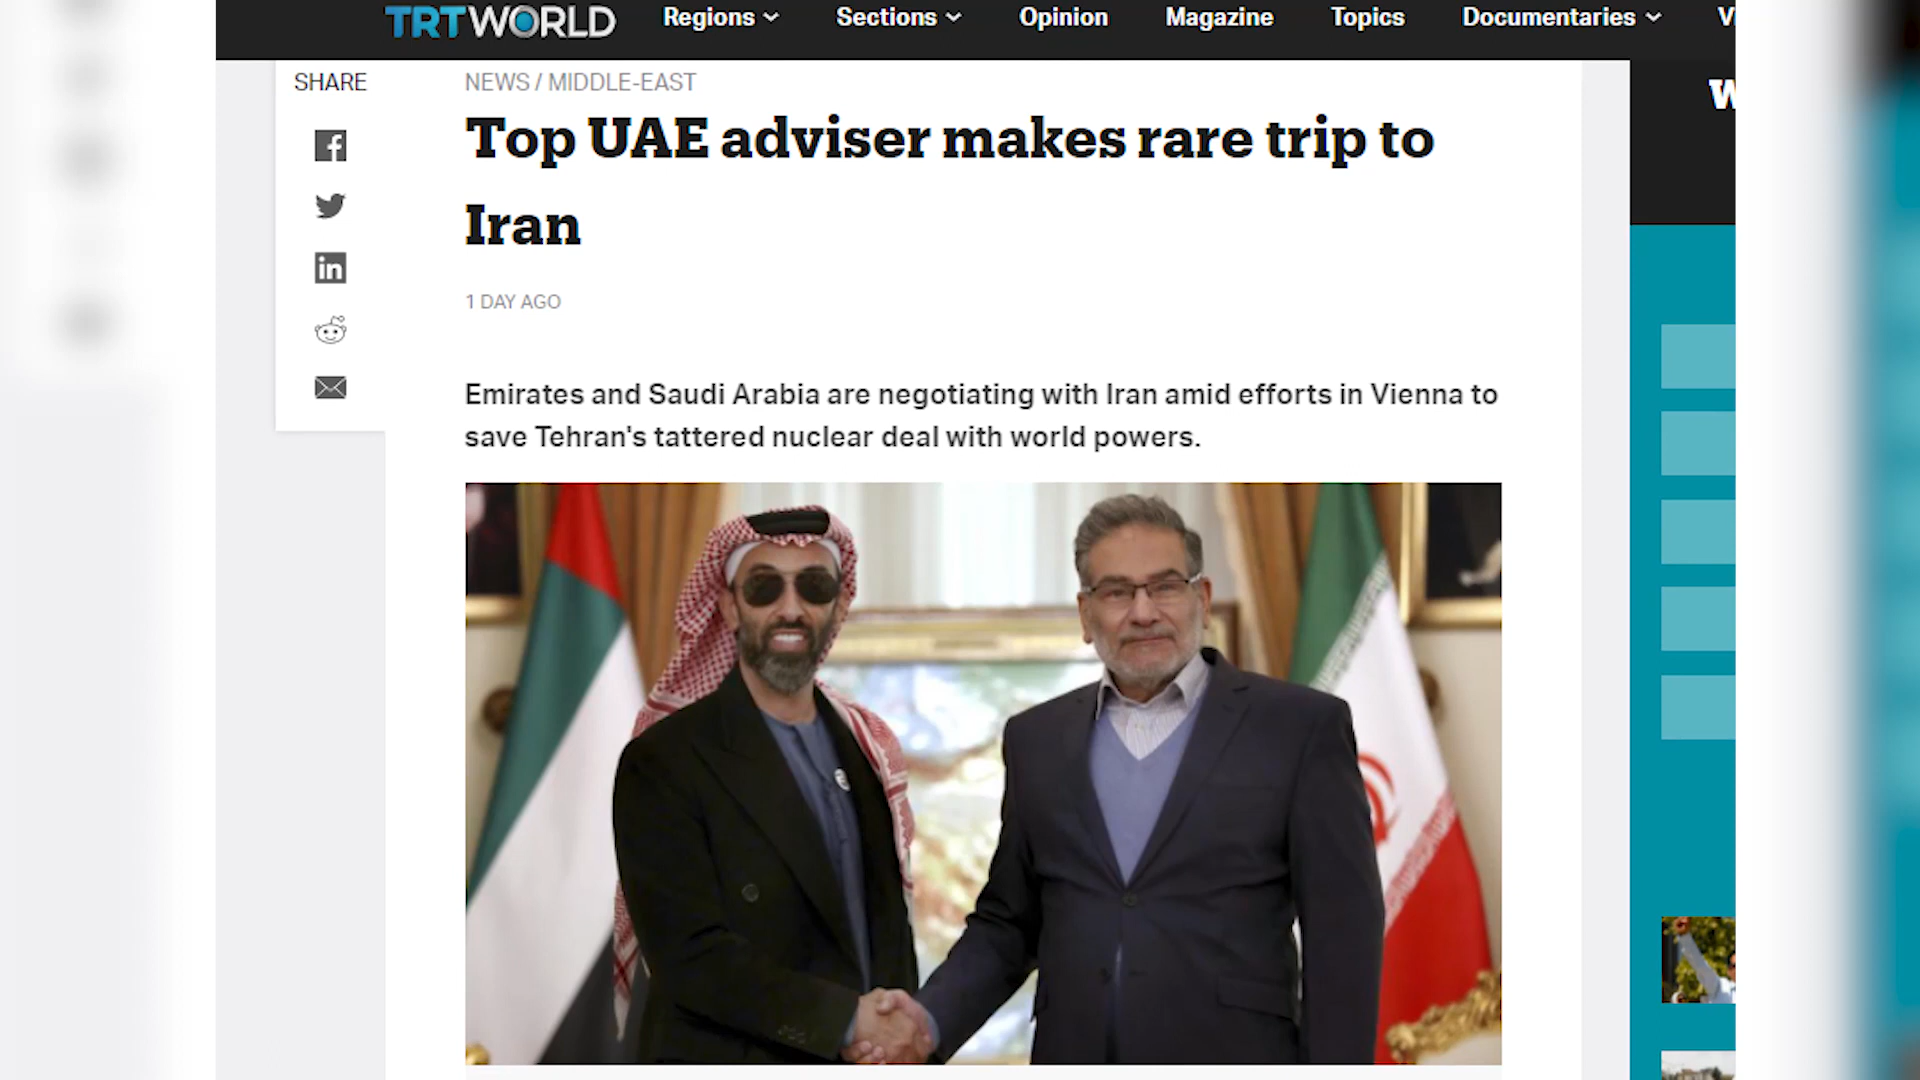 TRTWORLD Regions Sections Opinion Magazine Topics Documentaries
SHARE
NEWS / MIDDLE-EAST
Top UAE adviser makes rare trip to
Iran
1 DAY AGO
Emirates and Saudi Arabia are negotiating with Iran amid efforts in Vienna to
save Tehran's tattered nuclear deal with world powers.